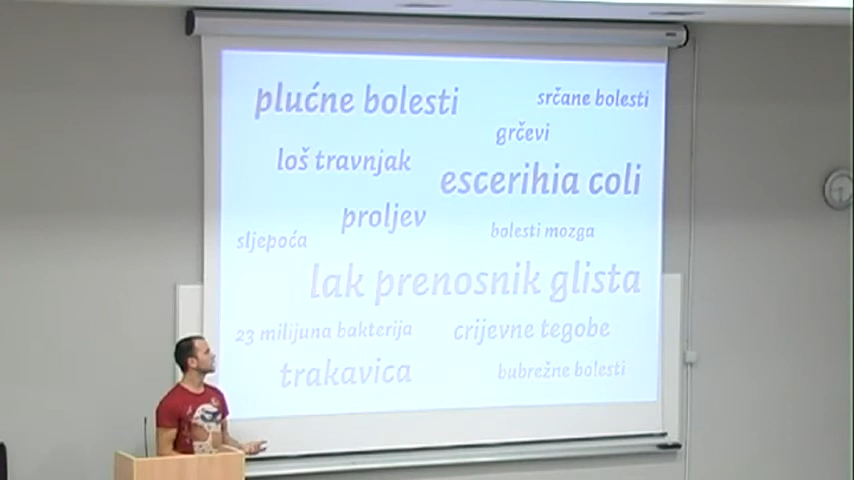 plućne bolesti
srčane bolesti
grčevi
loš travnjak
escerihia coli
proljev
bolesti mozga
sljepoća
lak prenosnik glista
23 milijuna bakterija
crijevne tegobe
trakavica
bubrežne bolesti